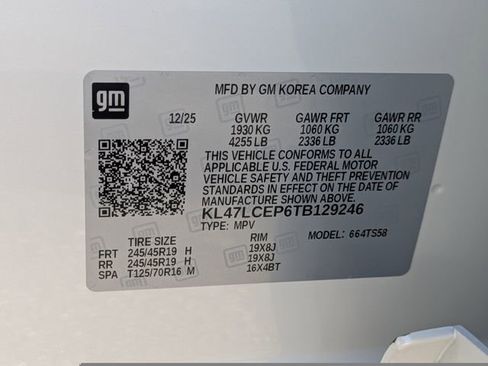 gm
MFD BY GM KOREA COMPANY
12/25 GVWR GAWR FRT GAWR RR
1930 KG 1060 KG 1060 KG
4255 LB 2336 LB 2336 LB
THIS VEHICLE CONFORMS TO ALL
APPLICABLE U.S. FEDERAL MOTOR
VEHICLE SAFETY AND THEFT PREVENTION
STANDARDS IN EFFECT ON THE DATE OF
MANUFACTURE SHOWN ABOVE.
KL47LCEP6TB129246
TYPE: MPV MODEL: 664TS58
TIRE SIZE RIM
FRT 245/45R19 H 19X8J
RR 245/45R19 H 19X8J
SPA T125/70R16 M 16X4BT